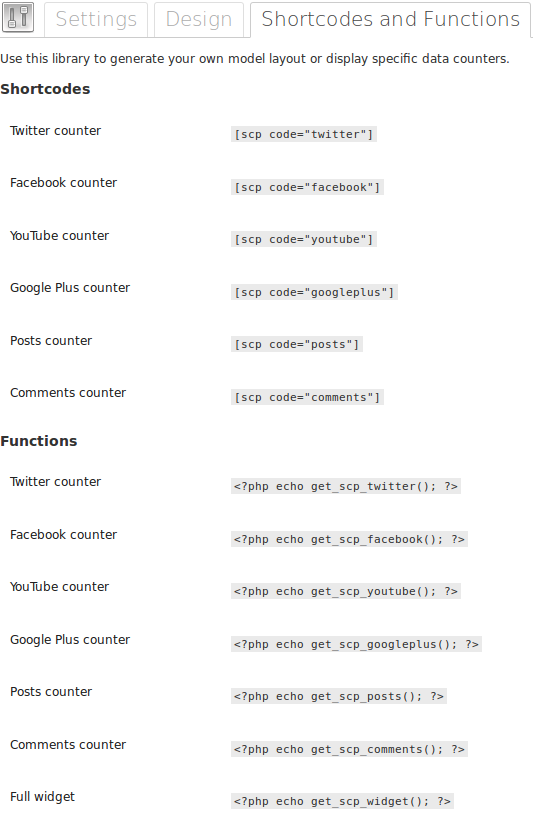 Settings Design Shortcodes and Functions
Use this library to generate your own model layout or display specific data counters.
Shortcodes
Twitter counter [scp code="twitter"]
Facebook counter [scp code="facebook"]
YouTube counter [scp code="youtube"]
Google Plus counter [scp code="googleplus"]
Posts counter [scp code="posts"]
Comments counter [scp code="comments"]
Functions
Twitter counter <?php echo get_scp_twitter(); ?>
Facebook counter <?php echo get_scp_facebook(); ?>
YouTube counter <?php echo get_scp_youtube(); ?>
Google Plus counter <?php echo get_scp_googleplus(); ?>
Posts counter <?php echo get_scp_posts(); ?>
Comments counter <?php echo get_scp_comments(); ?>
Full widget <?php echo get_scp_widget(); ?>